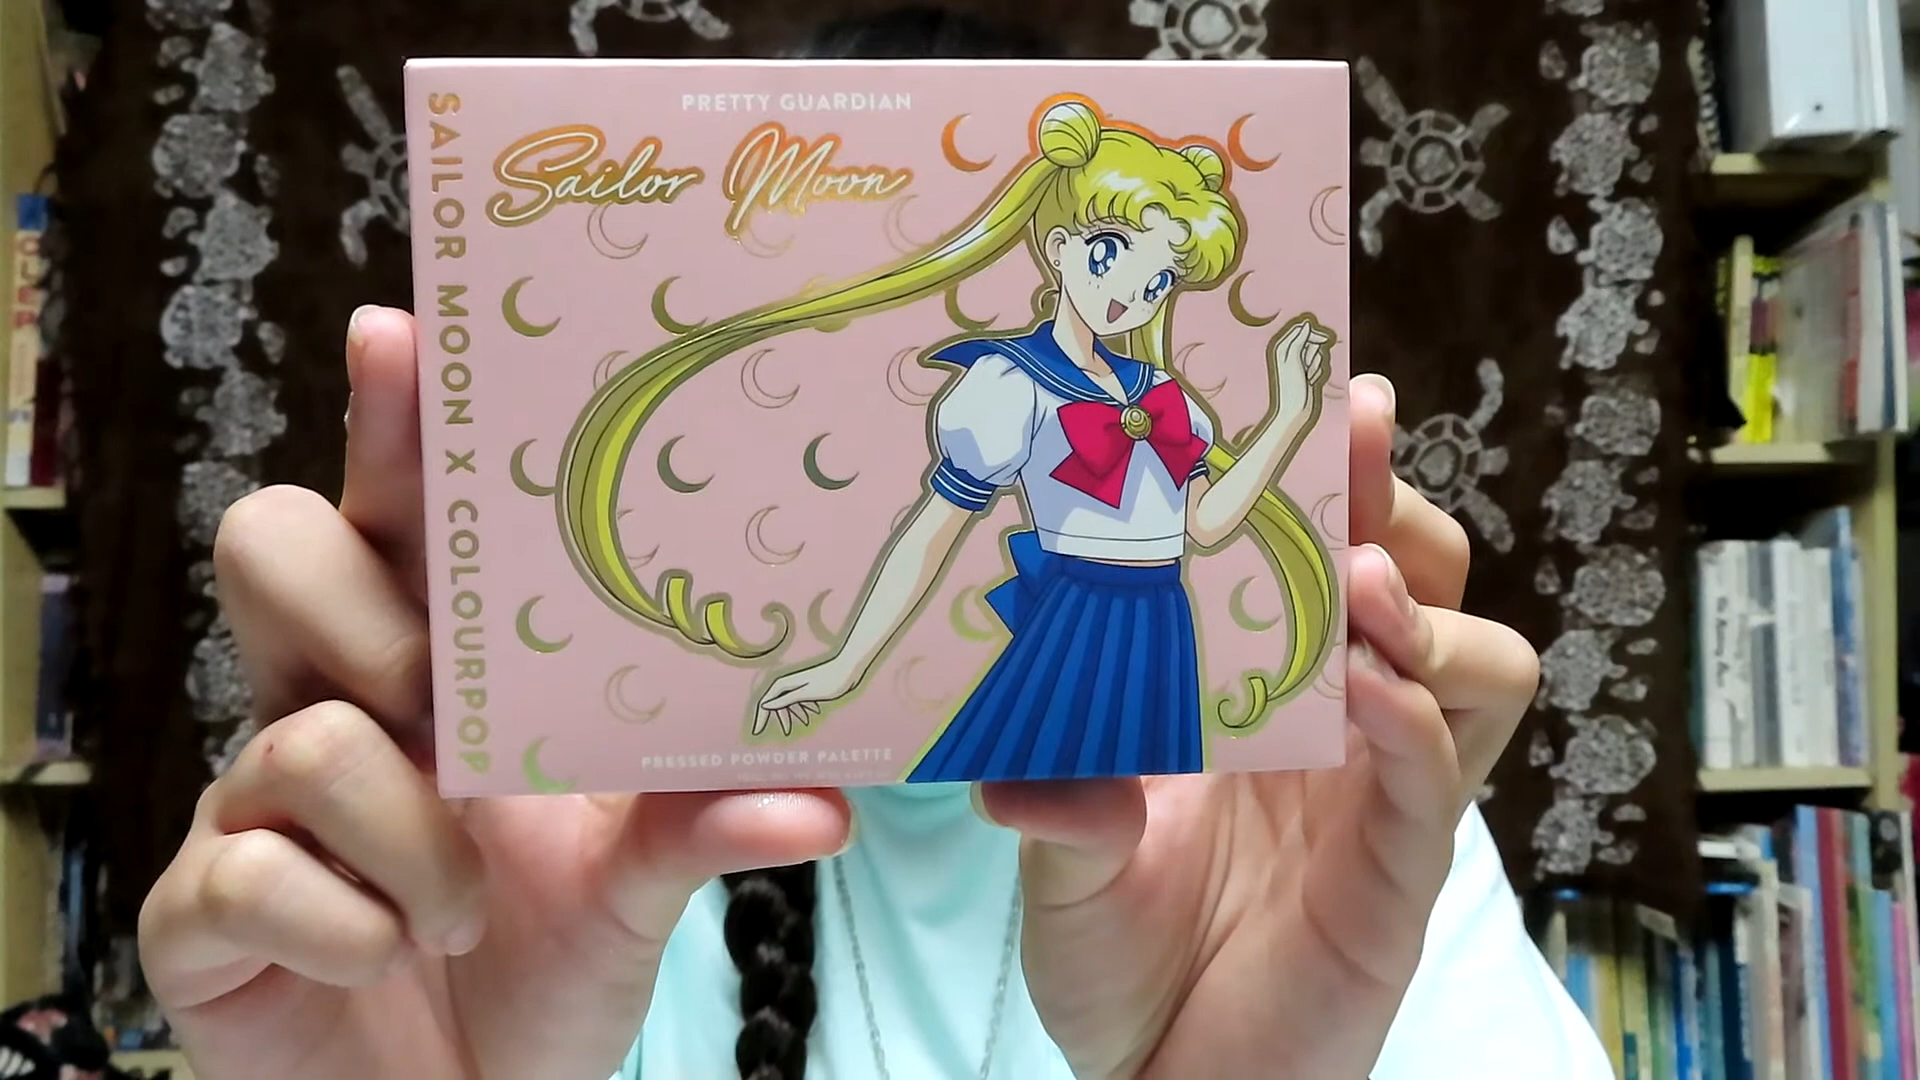 PRETTY GUARDIAN
Sailor Moon
SAILOR MOON X COLOURPOP
PRESSED POWDER PALETTE